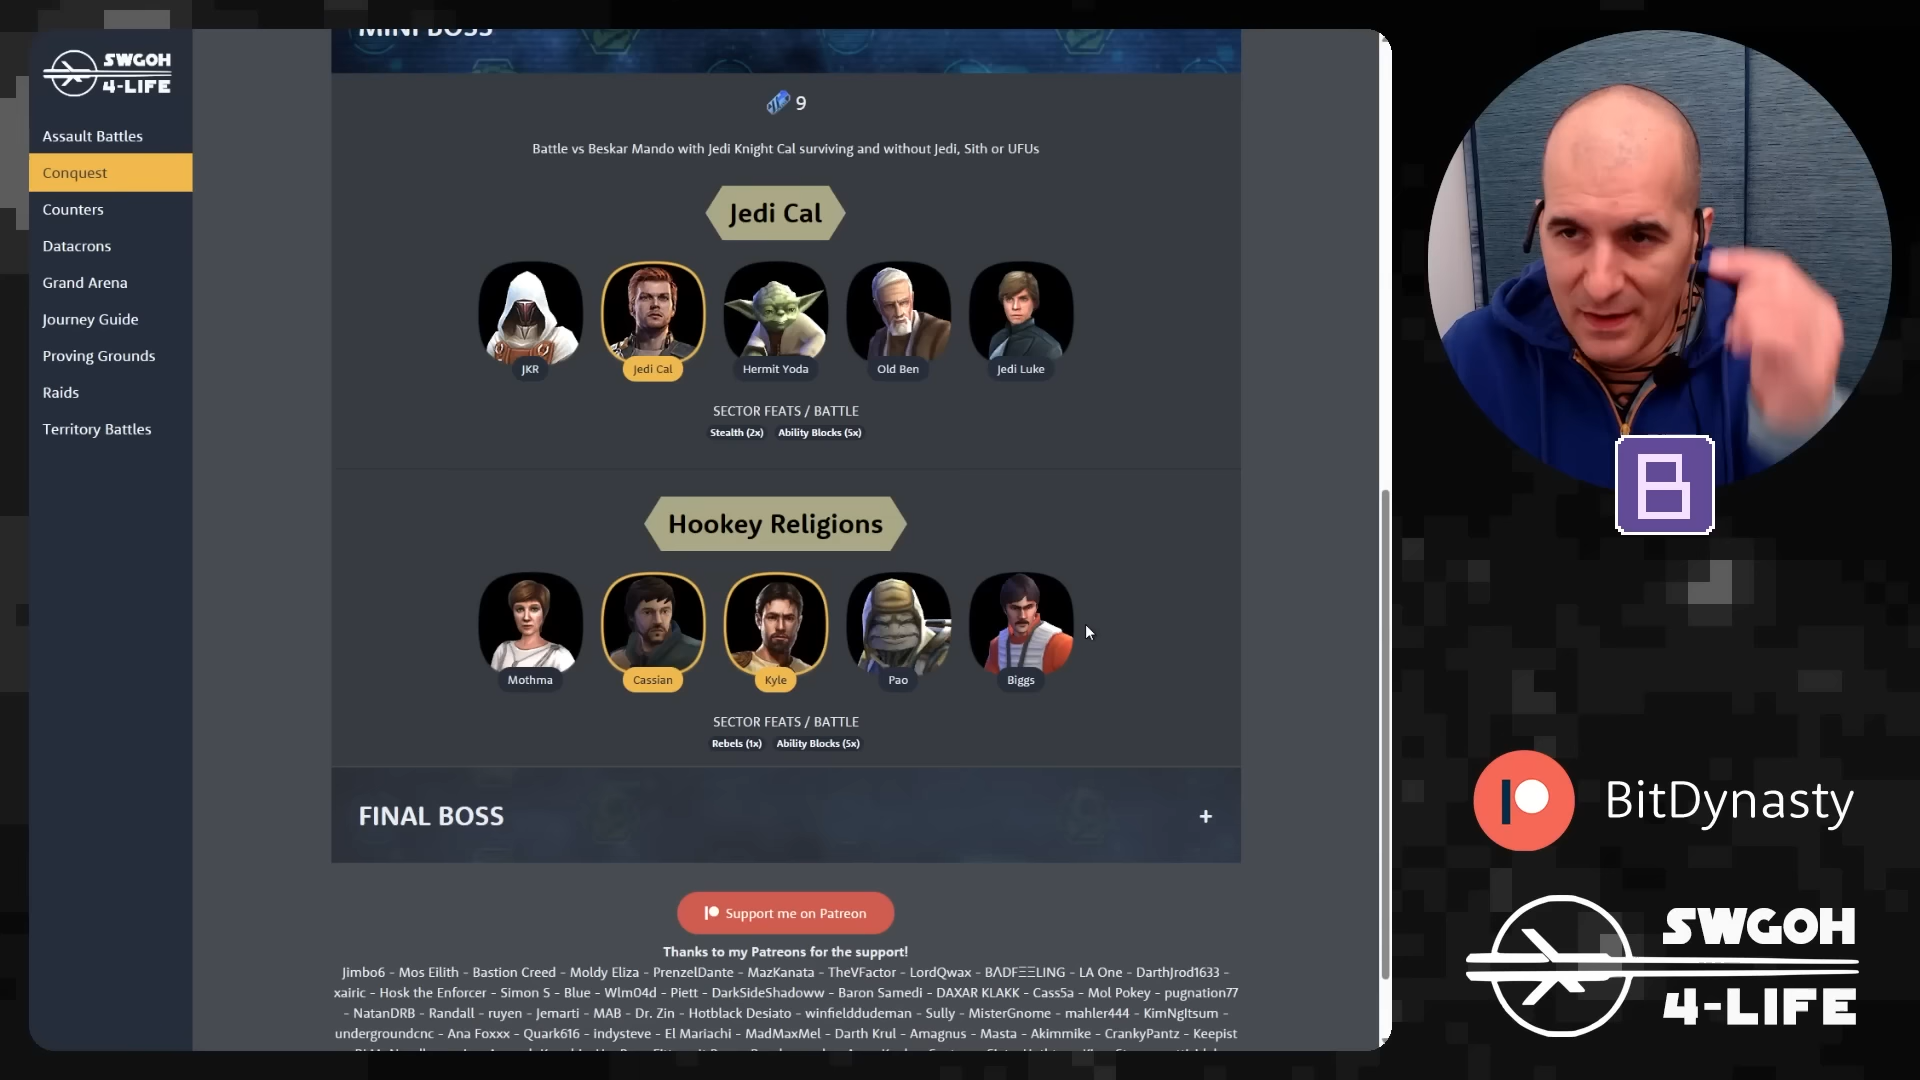 SWGOH
4-LIFE
Assault Battles
Conquest
Counters
Datacrons
Grand Arena
Journey Guide
Proving Grounds
Raids
Territory Battles
MINI BOSS
9
Battle vs Beskar Mando with Jedi Knight Cal surviving and without Jedi, Sith or UFUs
Jedi Cal
JKR
Jedi Cal
Hermit Yoda
Old Ben
Jedi Luke
SECTOR FEATS / BATTLE
Stealth (2x) Ability Blocks (5x)
Hookey Religions
Mothma
Cassian
Kyle
Pao
Biggs
SECTOR FEATS / BATTLE
Rebels (1x) Ability Blocks (5x)
FINAL BOSS +
Support me on Patreon
Thanks to my Patreons for the support!
Jimbo6 - Mos Eilith - Bastion Creed - Moldy Eliza - PrenzelDante - MazKanata - TheVFactor - LordQwax - BΛDFΞΞLING - LA One - DarthJrod1633 -
xairic - Hosk the Enforcer - Simon S - Blue - Wlm04d - Piett - DarkSideShadoww - Baron Samedi - DAXAR KLAKK - Cass5a - Mol Pokey - pugnation77
- NatanDRB - Randall - ruyen - Jemarti - MAB - Dr. Zin - Hotblack Desiato - winfielddudeman - Sully - MisterGnome - mahler444 - KimNgItsum -
undergroundcnc - Ana Foxxx - Quark616 - indysteve - El Mariachi - MadMaxMel - Darth Krul - Amagnus - Masta - Akimmike - CrankyPantz - Keepist
B
BitDynasty
SWGOH
4-LIFE